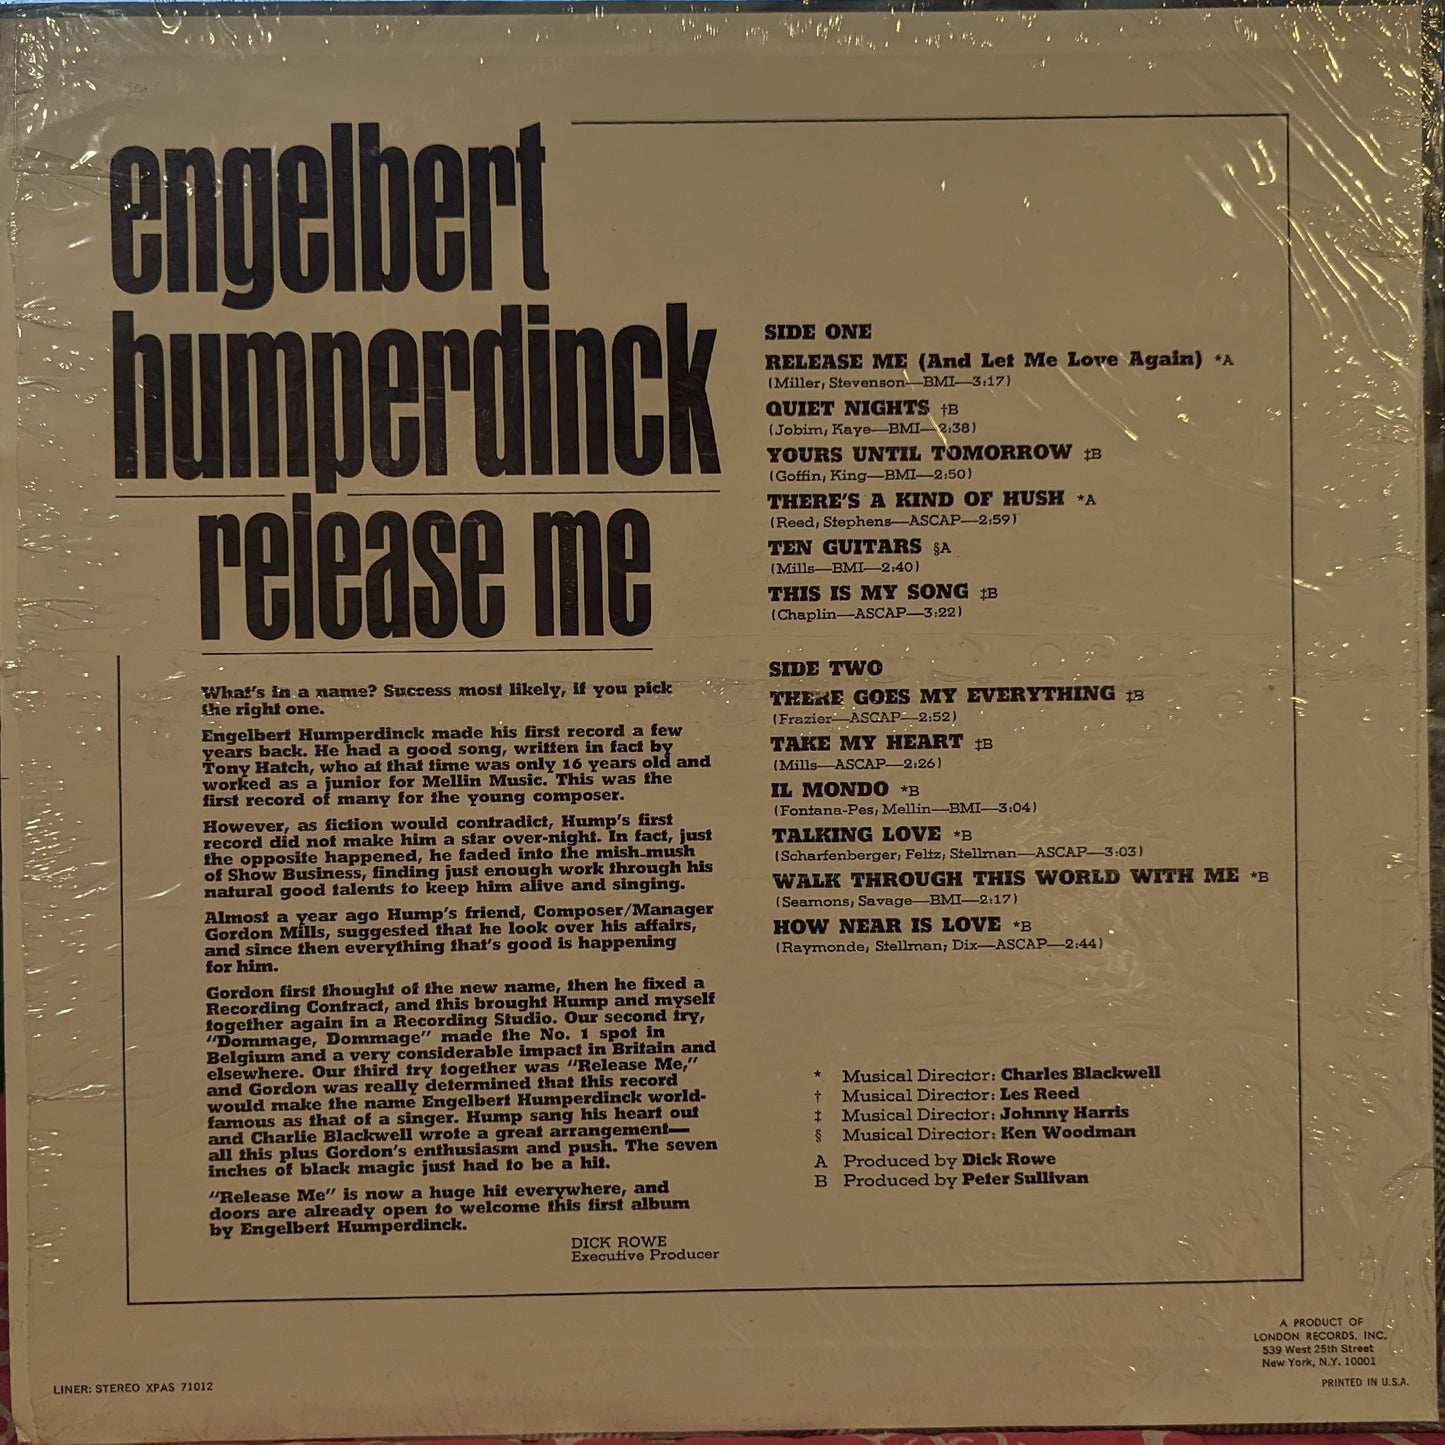 engelbert
humperdinck
release me
What's in a name? Success most likely, if you pick
the right one.
Engelbert Humperdinck made his first record a few
years back. He had a good song, written in fact by
Tony Hatch, who at that time was only 16 years old and
worked as a junior for Mellin Music. This was the
first record of many for the young composer.
However, as fiction would contradict, Hump's first
record did not make him a star over-night. In fact, just
the opposite happened, he faded into the mish-mush
of Show Business, finding just enough work through his
natural good talents to keep him alive and singing.
Almost a year ago Hump's friend, Composer/Manager
Gordon Mills, suggested that he look over his affairs,
and since then everything that's good is happening
for him.
Gordon first thought of the new name, then he fixed a
Recording Contract, and this brought Hump and myself
together again in a Recording Studio. Our second try,
"Dommage, Dommage" made the No. 1 spot in
Belgium and a very considerable impact in Britain and
elsewhere. Our third try together was "Release Me,"
and Gordon was really determined that this record
would make the name Engelbert Humperdinck world-
famous as that of a singer. Hump sang his heart out
and Charlie Blackwell wrote a great arrangement—
all this plus Gordon's enthusiasm and push. The seven
inches of black magic just had to be a hit.
"Release Me" is now a huge hit everywhere, and
doors are already open to welcome this first album
by Engelbert Humperdinck.
DICK ROWE
Executive Producer
SIDE ONE
RELEASE ME (And Let Me Love Again) *A
(Miller, Stevenson—BMI—3:17)
QUIET NIGHTS †B
(Jobim, Kaye—BMI—2:38)
YOURS UNTIL TOMORROW ‡B
(Goffin, King—BMI—2:50)
THERE'S A KIND OF HUSH *A
(Reed, Stephens—ASCAP—2:59)
TEN GUITARS §A
(Mills—BMI—2:40)
THIS IS MY SONG ‡B
(Chaplin—ASCAP—3:22)
SIDE TWO
THERE GOES MY EVERYTHING ‡B
(Frazier—ASCAP—2:52)
TAKE MY HEART ‡B
(Mills—ASCAP—2:26)
IL MONDO *B
(Fontana-Pes, Mellin—BMI—3:04)
TALKING LOVE *B
(Scharfenberger, Feltz, Stellman—ASCAP—3:03)
WALK THROUGH THIS WORLD WITH ME *B
(Seamons, Savage—BMI—2:17)
HOW NEAR IS LOVE *B
(Raymonde, Stellman, Dix—ASCAP—2:44)
* Musical Director: Charles Blackwell
† Musical Director: Les Reed
‡ Musical Director: Johnny Harris
§ Musical Director: Ken Woodman
A Produced by Dick Rowe
B Produced by Peter Sullivan
A PRODUCT OF
LONDON RECORDS, INC.
539 West 25th Street
New York, N.Y. 10001
LINER: STEREO XPAS 71012
PRINTED IN U.S.A.